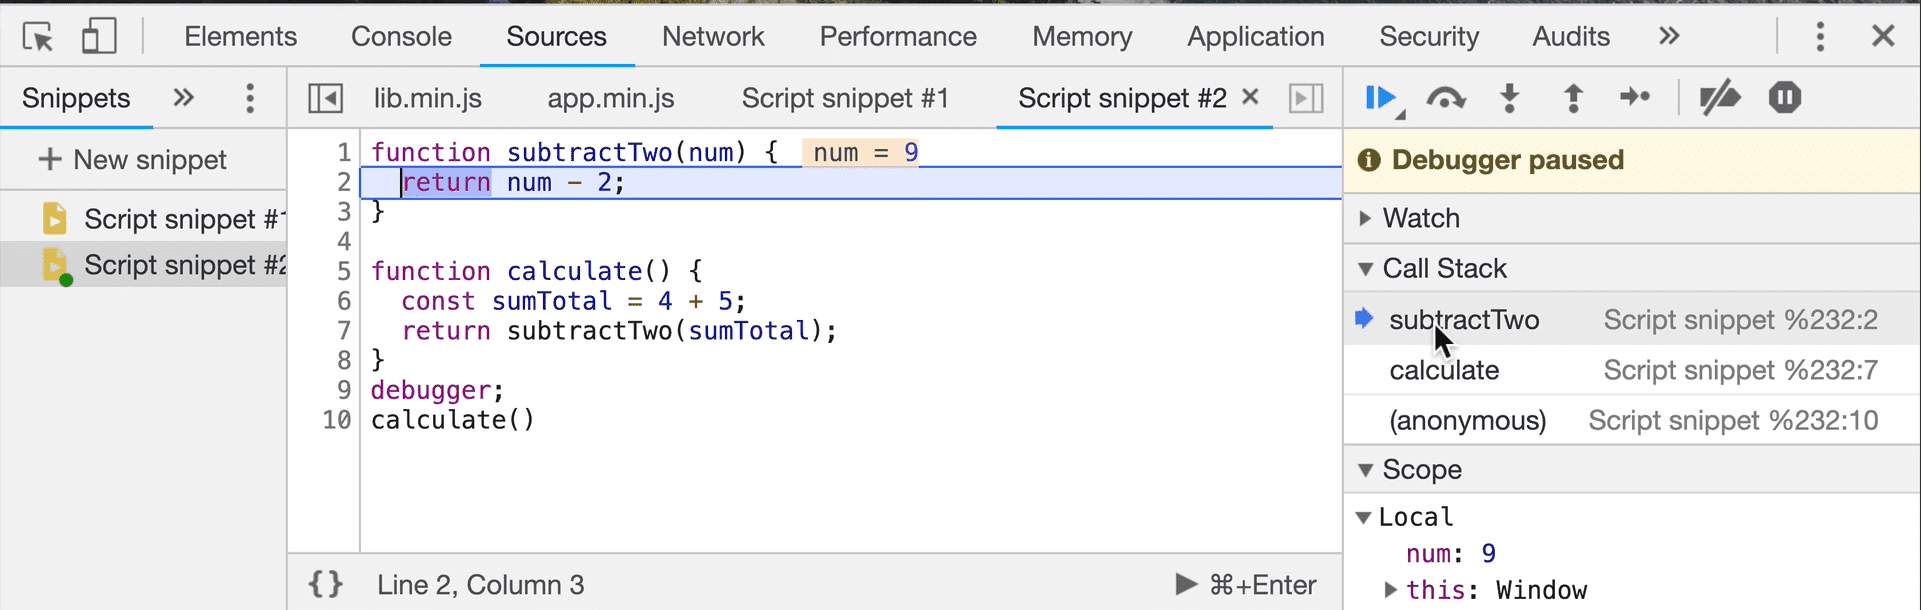 Elements Console Sources Network Performance Memory Application Security Audits »
Snippets »
lib.min.js app.min.js Script snippet #1 Script snippet #2 ×
+ New snippet
Script snippet #1
Script snippet #2
1 function subtractTwo(num) { num = 9
2 return num - 2;
3 }
4
5 function calculate() {
6 const sumTotal = 4 + 5;
7 return subtractTwo(sumTotal);
8 }
9 debugger;
10 calculate()
{} Line 2, Column 3 ⌘+Enter
Debugger paused
Watch
Call Stack
subtractTwo Script snippet %232:2
calculate Script snippet %232:7
(anonymous) Script snippet %232:10
Scope
Local
num: 9
this: Window